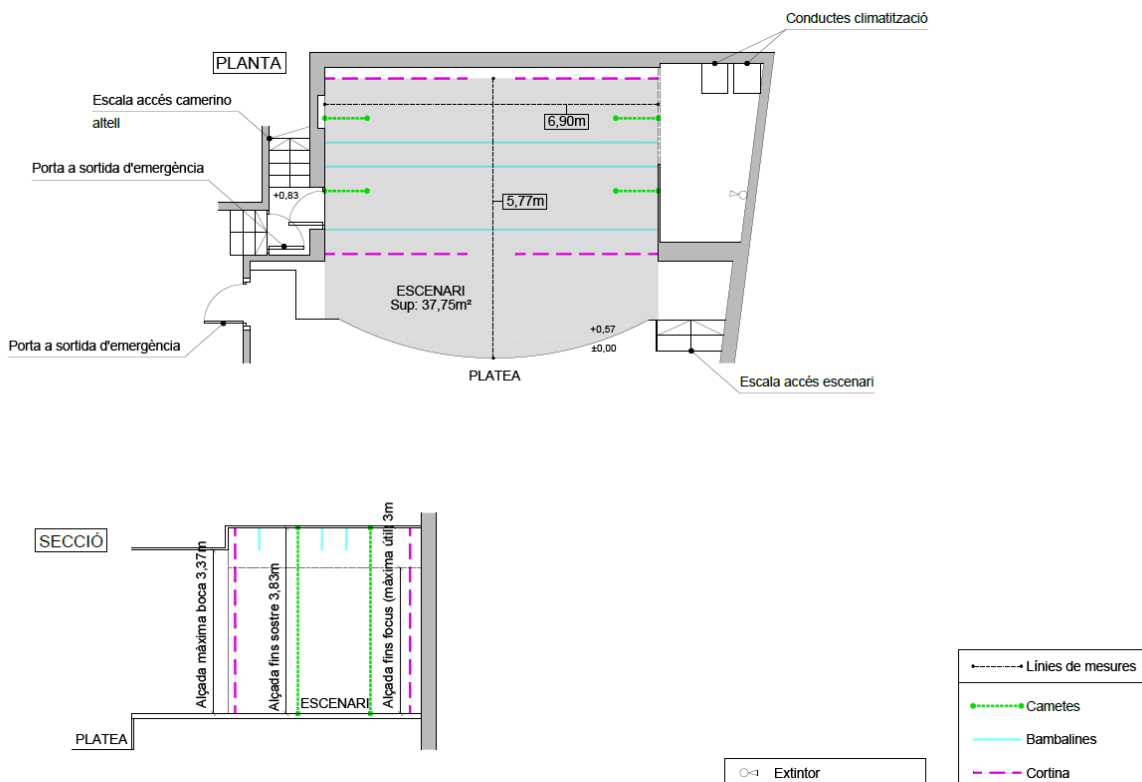 Conductes climatització
PLANTA
Escala accés camerino
altell
6,90m
Porta a sortida d'emergència
+0,83
5,77m
ESCENARI
Sup: 37,75m²
+0,57
±0,00
Porta a sortida d'emergència
PLATEA
Escala accés escenari
SECCIÓ
Alçada màxima boca 3,37m
Alçada fins sostre 3,83m
Alçada fins focus (màxima útil) 3m
ESCENARI
PLATEA
Línies de mesures
Cametes
Bambalines
Cortina
Extintor